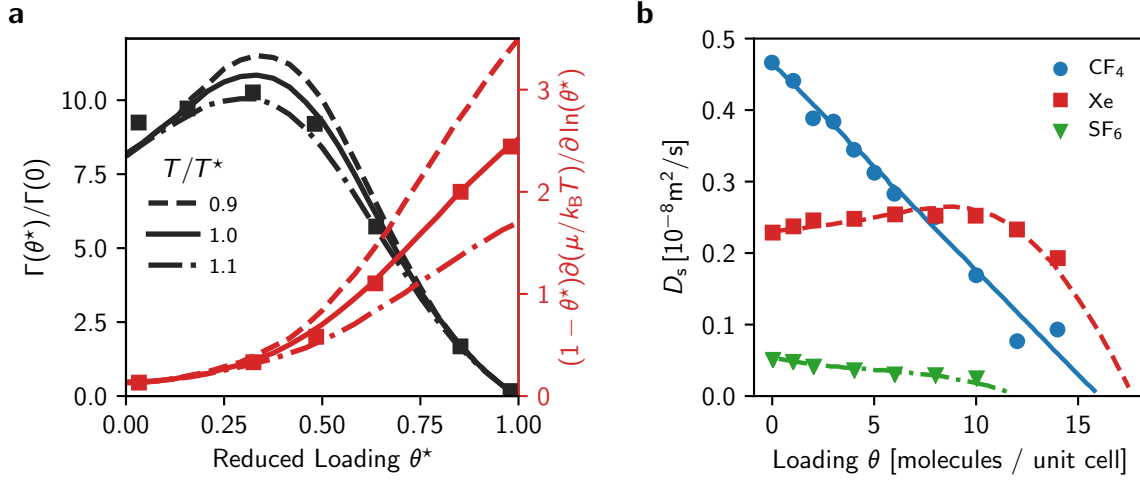 a
Γ(θ⋆)/Γ(0)
10.0
7.5
5.0
2.5
0.0
T/T⋆
0.9
1.0
1.1
0.00 0.25 0.50 0.75 1.00
Reduced Loading θ⋆
3
2
1
0
(1 − θ⋆)∂(μ/k_BT)/∂ln(θ⋆)
b
D_s [10⁻⁸m²/s]
0.5
0.4
0.3
0.2
0.1
0.0
CF₄
Xe
SF₆
0 5 10 15
Loading θ [molecules / unit cell]